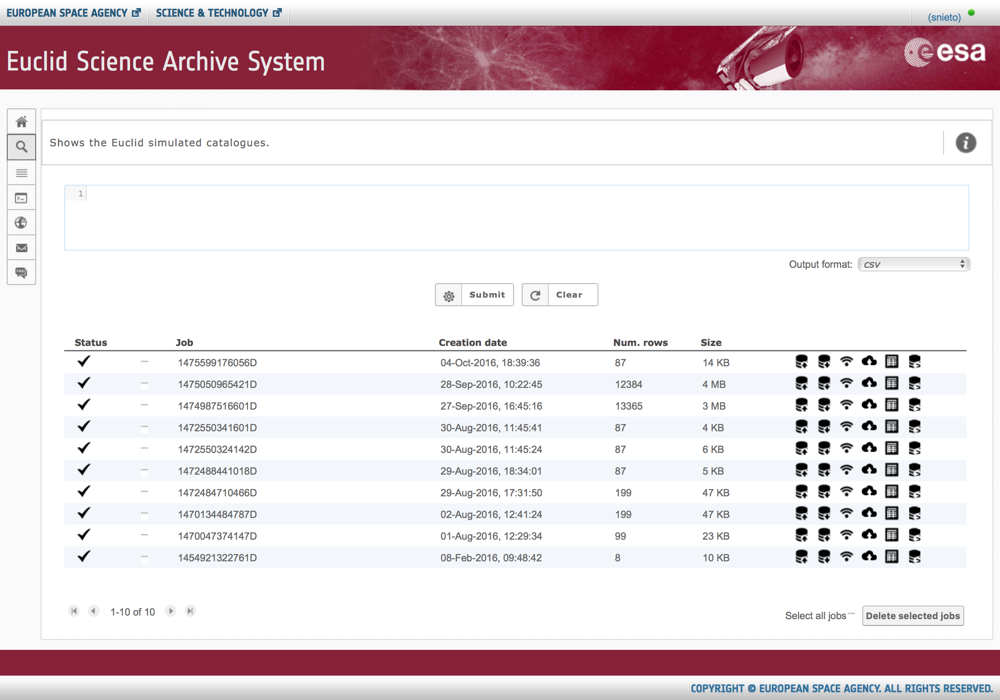 EUROPEAN SPACE AGENCY
SCIENCE & TECHNOLOGY
(snieto)
Euclid Science Archive System
esa
Shows the Euclid simulated catalogues.
1
Output format: csv
Submit
Clear
Status Job Creation date Num. rows Size
1475599176056D 04-Oct-2016, 18:39:36 87 14 KB
1475050965421D 28-Sep-2016, 10:22:45 12384 4 MB
1474987516601D 27-Sep-2016, 16:45:16 13365 3 MB
1472550341601D 30-Aug-2016, 11:45:41 87 4 KB
1472550324142D 30-Aug-2016, 11:45:24 87 6 KB
1472488441018D 29-Aug-2016, 18:34:01 87 5 KB
1472484710466D 29-Aug-2016, 17:31:50 199 47 KB
1470134484787D 02-Aug-2016, 12:41:24 199 47 KB
1470047374147D 01-Aug-2016, 12:29:34 99 23 KB
1454921322761D 08-Feb-2016, 09:48:42 8 10 KB
FAQ
1-10 of 10
Select all jobs
Delete selected jobs
COPYRIGHT © EUROPEAN SPACE AGENCY. ALL RIGHTS RESERVED.